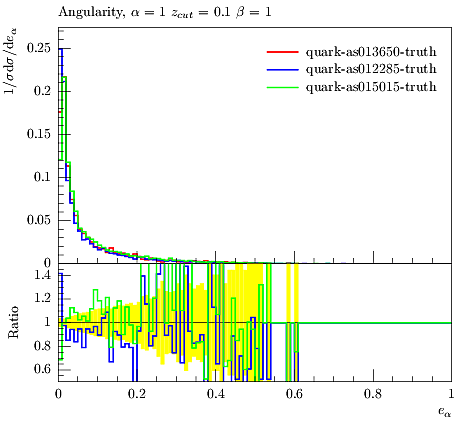 Angularity, α = 1 z_cut = 0.1 β = 1
1/σ dσ/de_α
0.25
0.2
0.15
0.1
0.05
0
quark-as013650-truth
quark-as012285-truth
quark-as015015-truth
Ratio
1.4
1.2
1
0.8
0.6
0 0.2 0.4 0.6 0.8 1
e_α